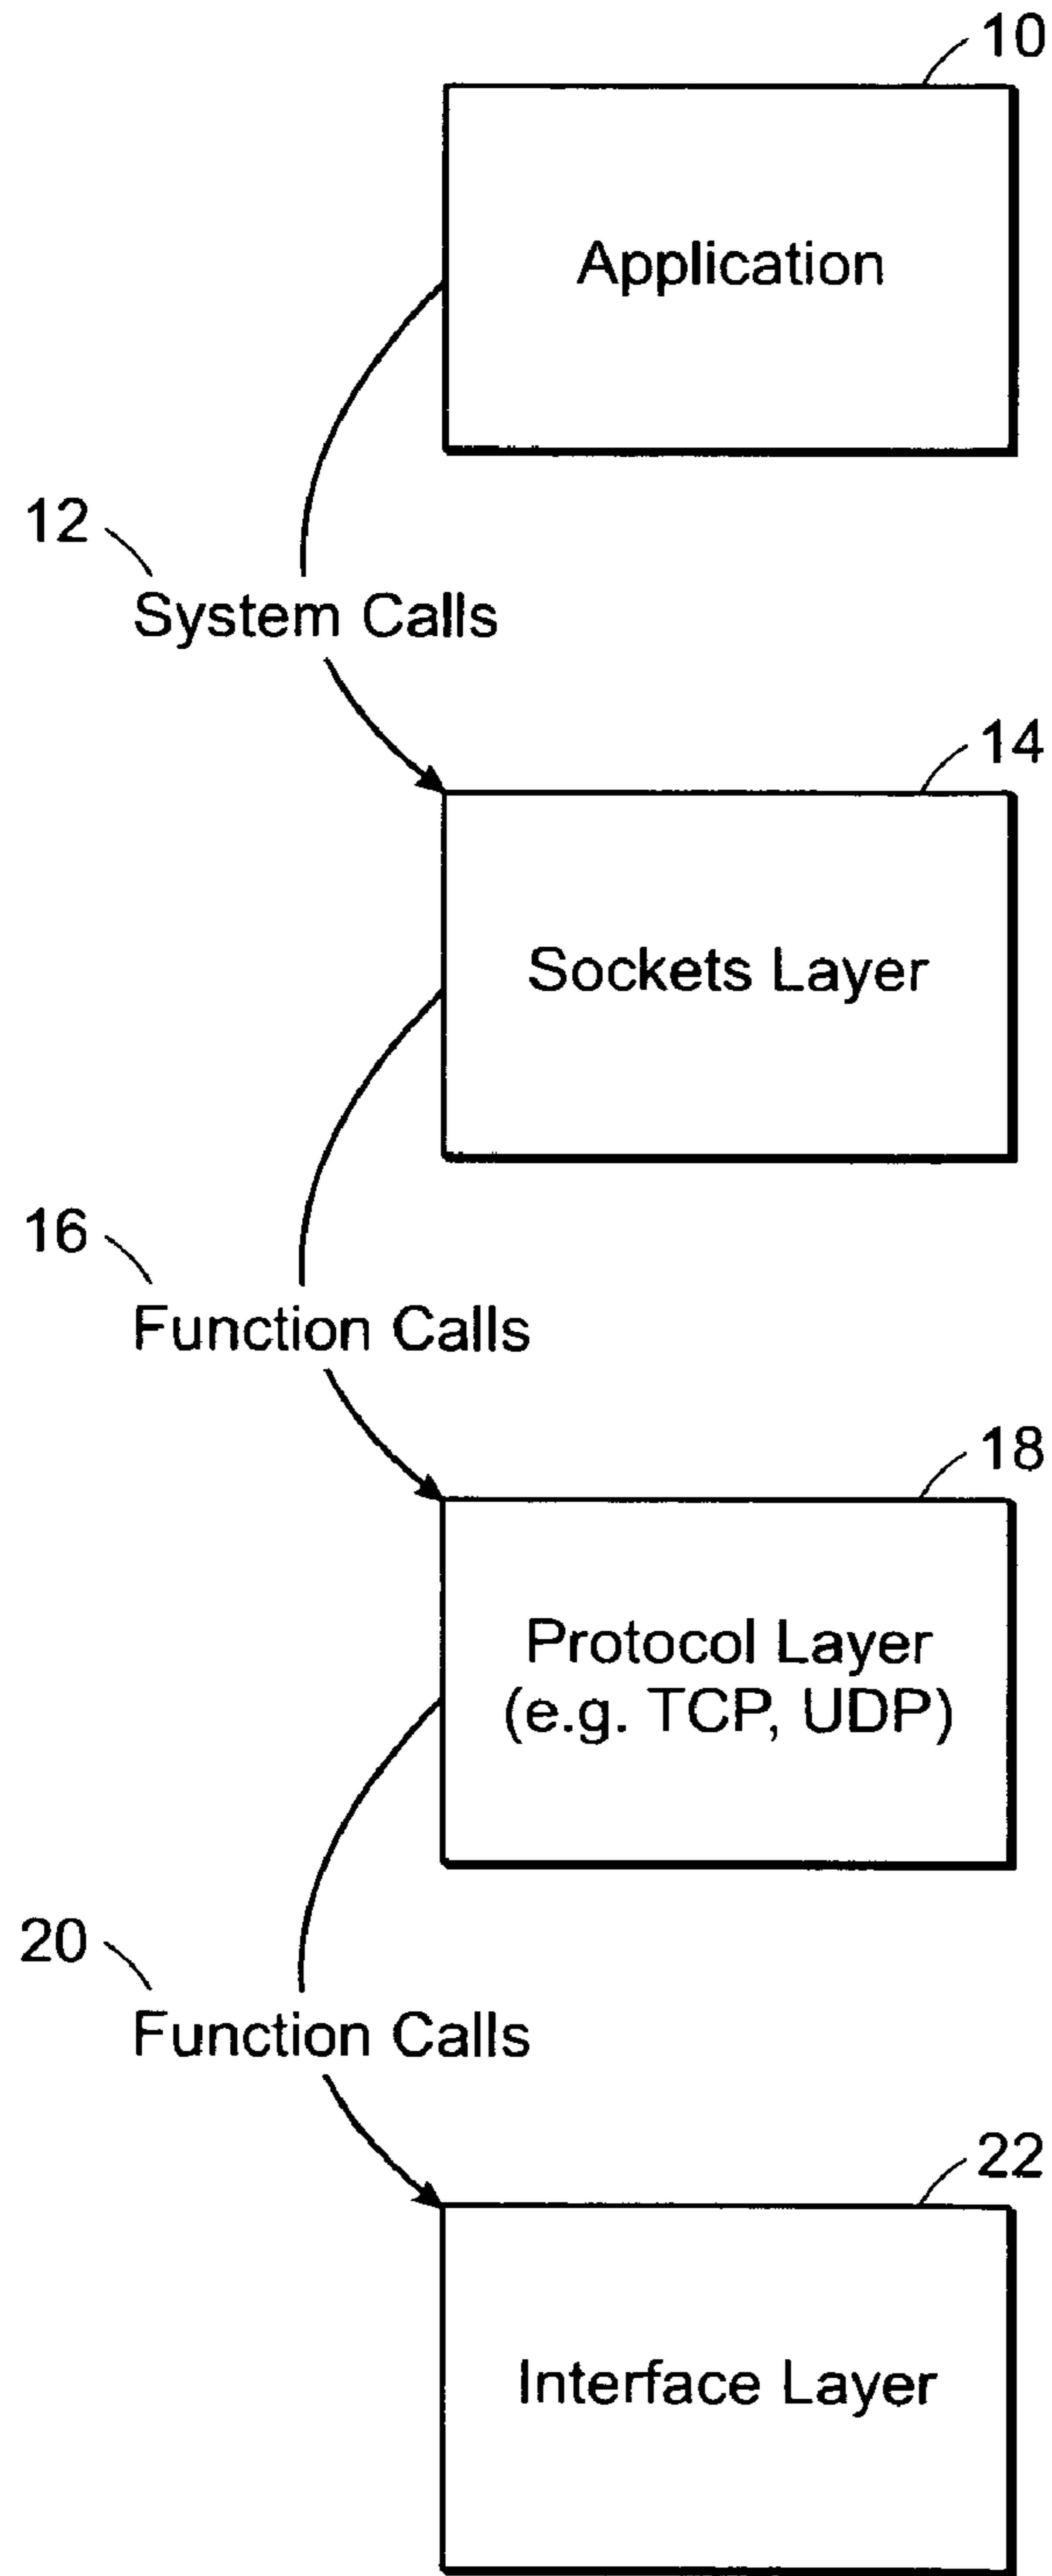 10
Application
12
System Calls
14
Sockets Layer
16
Function Calls
18
Protocol Layer
(e.g. TCP, UDP)
20
Function Calls
22
Interface Layer